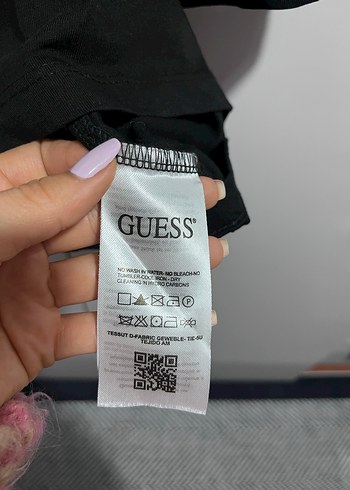 GUESS®
NO WASH IN WATER- NO BLEACH-NO
TUMBLER-COOL IRON - DRY
CLEANING IN HYDRO CARBONS
P
TESSUT D-FABRIC GEWEBLE- TIE-SU
TEJIDO AM